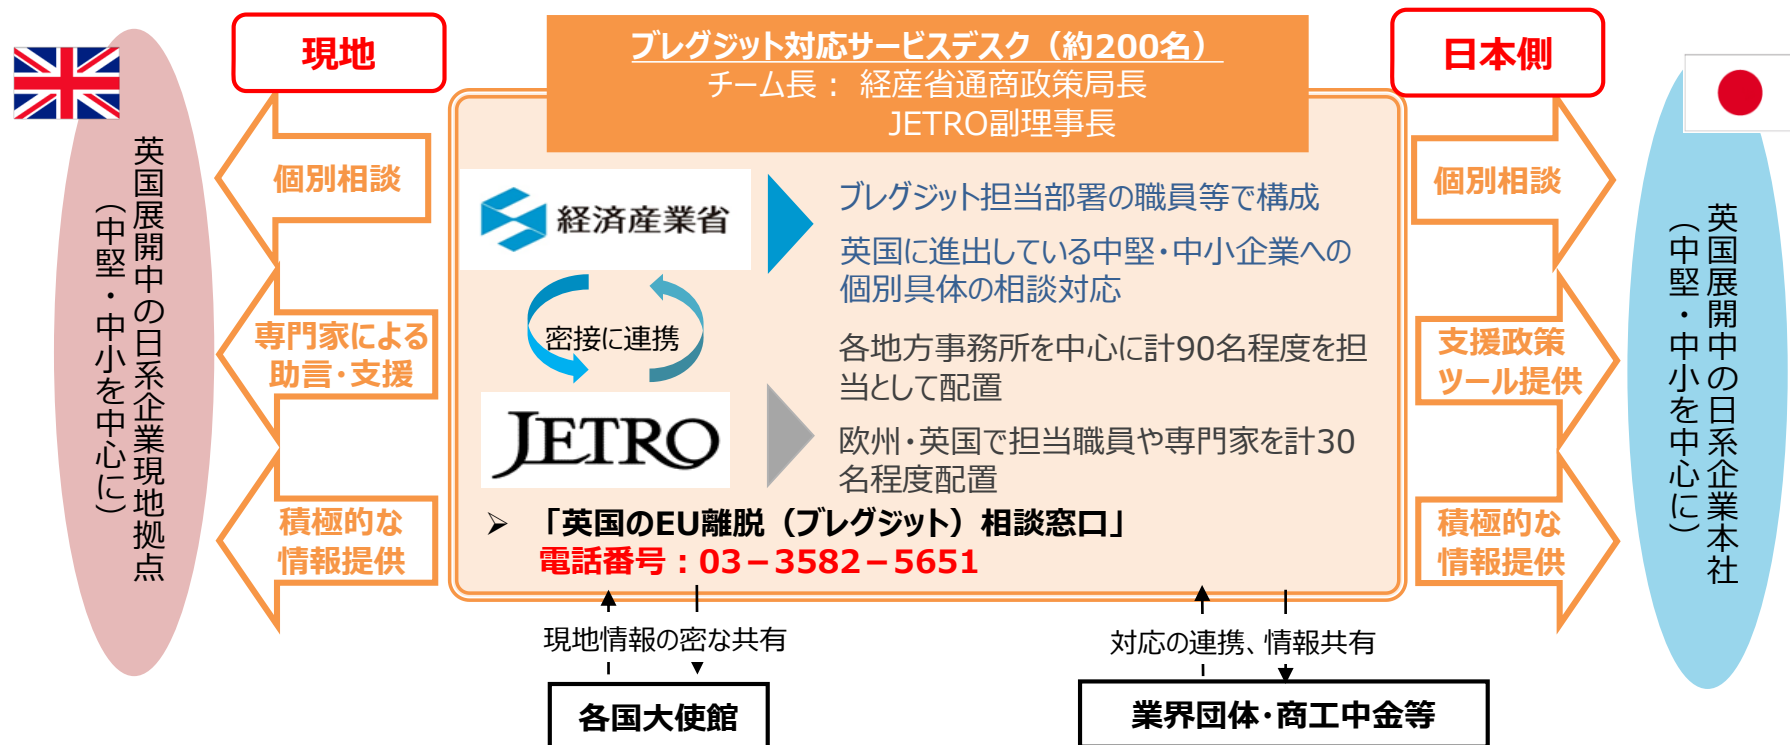 現地
ブレグジット対応サービスデスク（約200名）
チーム長： 経産省通商政策局長
JETRO副理事長
日本側
英国展開中の日系企業現地拠点
（中堅・中小を中心に）
個別相談
専門家による
助言・支援
積極的な
情報提供
経済産業省
密接に連携
JETRO
ブレグジット担当部署の職員等で構成
英国に進出している中堅・中小企業への
個別具体の相談対応
各地方事務所を中心に計90名程度を担
当として配置
欧州・英国で担当職員や専門家を計30
名程度配置
➢ 「英国のEU離脱（ブレグジット）相談窓口」
電話番号：03－3582－5651
個別相談
支援政策
ツール提供
積極的な
情報提供
英国展開中の日系企業本社
（中堅・中小を中心に）
現地情報の密な共有
対応の連携、情報共有
各国大使館
業界団体・商工中金等